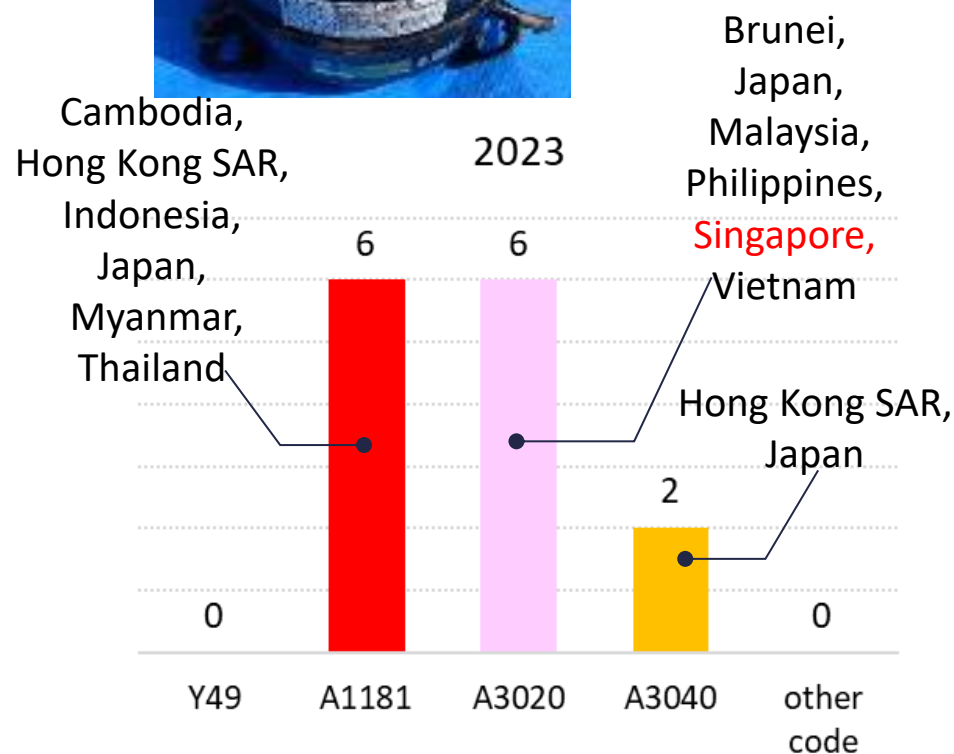 Cambodia,
Hong Kong SAR,
Indonesia,
Japan,
Myanmar,
Thailand
2023
Brunei,
Japan,
Malaysia,
Philippines,
Singapore,
Vietnam
Hong Kong SAR,
Japan
0
6
6
2
0
Y49
A1181
A3020
A3040
other
code